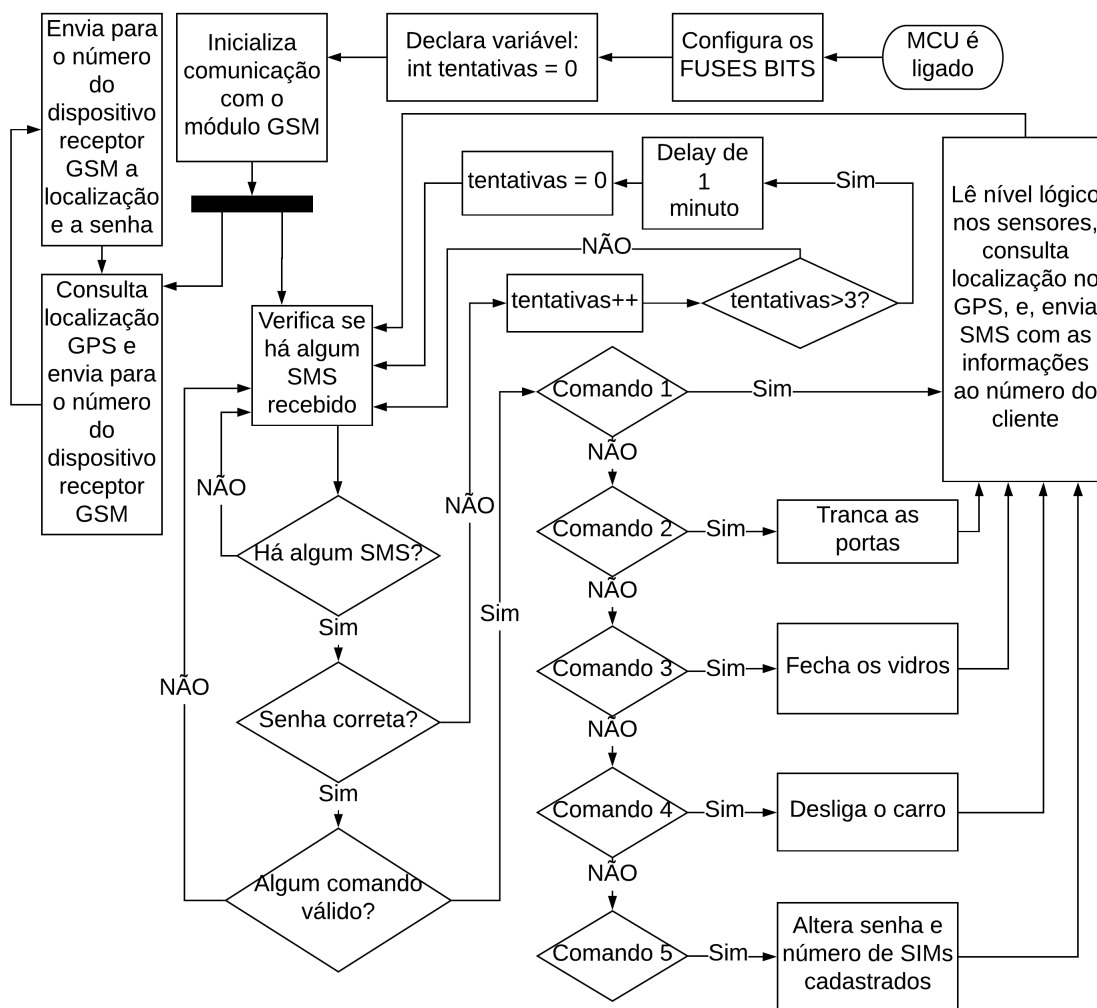 Envia para
o número
do
dispositivo
receptor
GSM a
localização
e a senha
Inicializa
comunicação
com o
módulo GSM
Declara variável:
int tentativas = 0
Configura os
FUSES BITS
MCU é
ligado
Consulta
localização
GPS e
envia para
o número
do
dispositivo
receptor
GSM
Verifica se
há algum
SMS
recebido
tentativas = 0
Delay de
1
minuto
Sim
NÃO
tentativas++
tentativas>3?
Lê nível lógico
nos sensores,
consulta
localização no
GPS, e, envia
SMS com as
informações
ao número do
cliente
Comando 1
Sim
NÃO
NÃO
NÃO
Há algum SMS?
Sim
Comando 2
Sim
Tranca as
portas
NÃO
Sim
NÃO
Senha correta?
Sim
Comando 3
Sim
Fecha os vidros
NÃO
Comando 4
Sim
Desliga o carro
NÃO
Algum comando
válido?
Comando 5
Sim
Altera senha e
número de SIMs
cadastrados